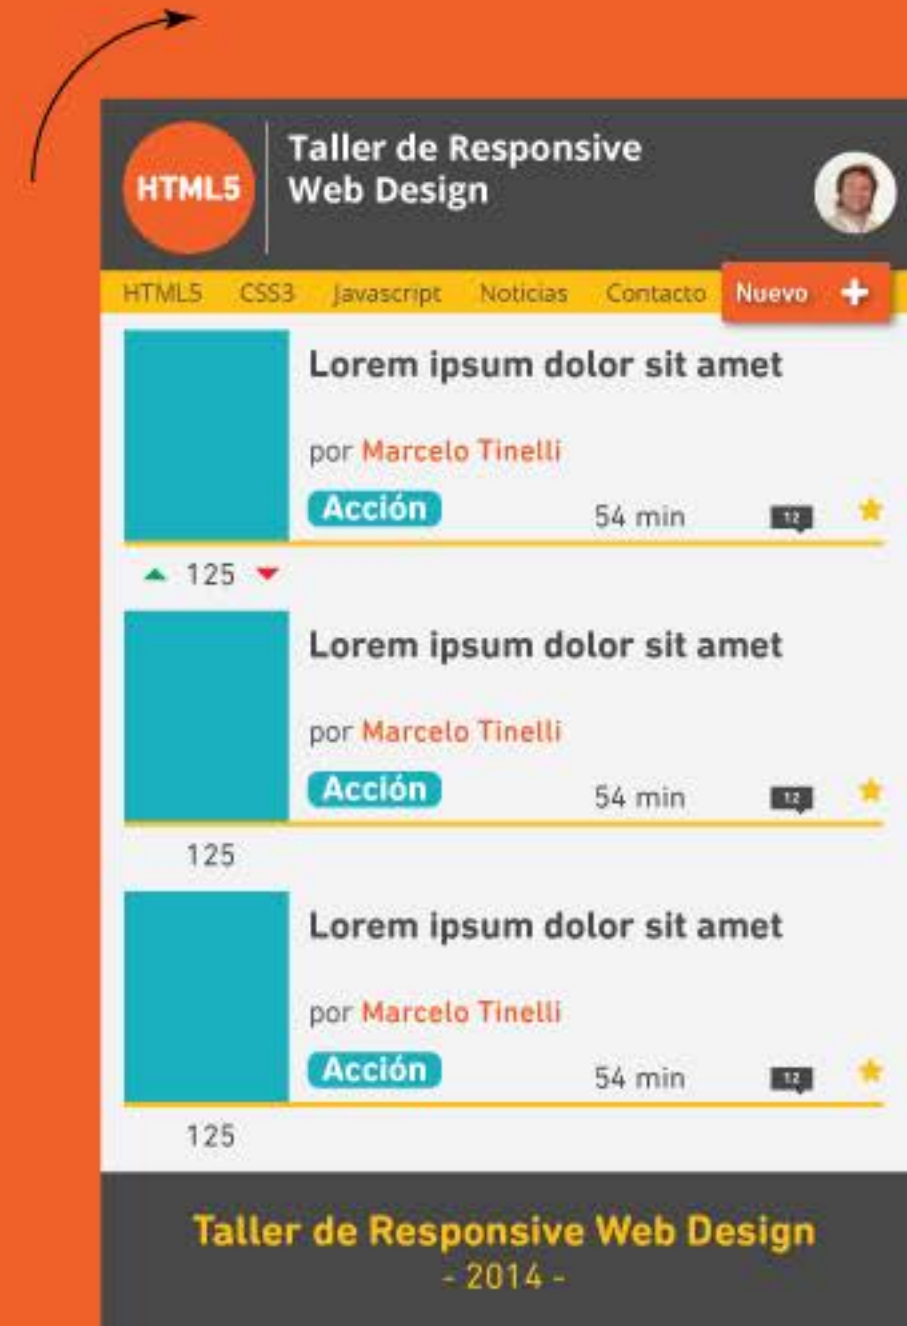 HTML5
Taller de Responsive
Web Design
HTML5 CSS3 Javascript Noticias Contacto Nuevo
Lorem ipsum dolor sit amet
por Marcelo Tinelli
Acción 54 min 12
125
Lorem ipsum dolor sit amet
por Marcelo Tinelli
Acción 54 min 12
125
Lorem ipsum dolor sit amet
por Marcelo Tinelli
Acción 54 min 12
125
Taller de Responsive Web Design
- 2014 -